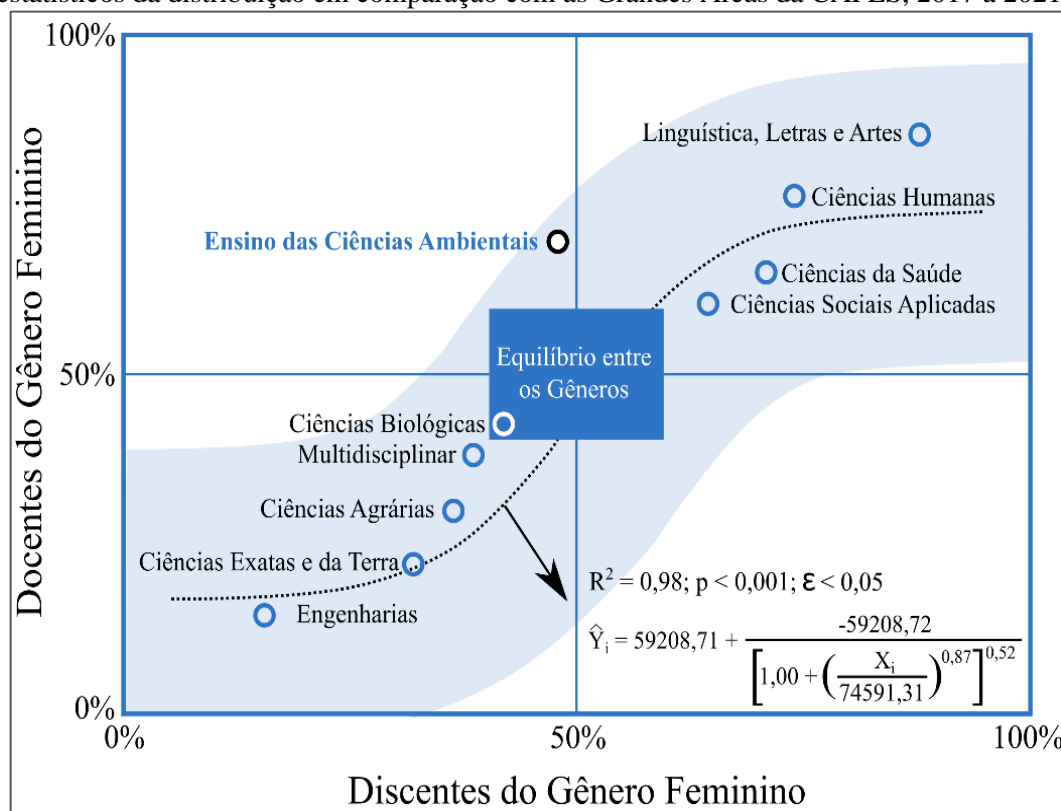 estatísticos da distribuição em comparação com as Grandes Áreas da CAPES, 2017 a 2021
100%
Linguística, Letras e Artes
Ciências Humanas
Ensino das Ciências Ambientais
Ciências da Saúde
Ciências Sociais Aplicadas
Equilíbrio entre
os Gêneros
50%
Ciências Biológicas
Multidisciplinar
Ciências Agrárias
Ciências Exatas e da Terra
Engenharias
R² = 0,98; p < 0,001; ε < 0,05
Ŷi = 59208,71 + -59208,72 / [1,00 + (Xi / 74591,31)^0,87]^0,52
0%
0%
50%
100%
Docentes do Gênero Feminino
Discentes do Gênero Feminino